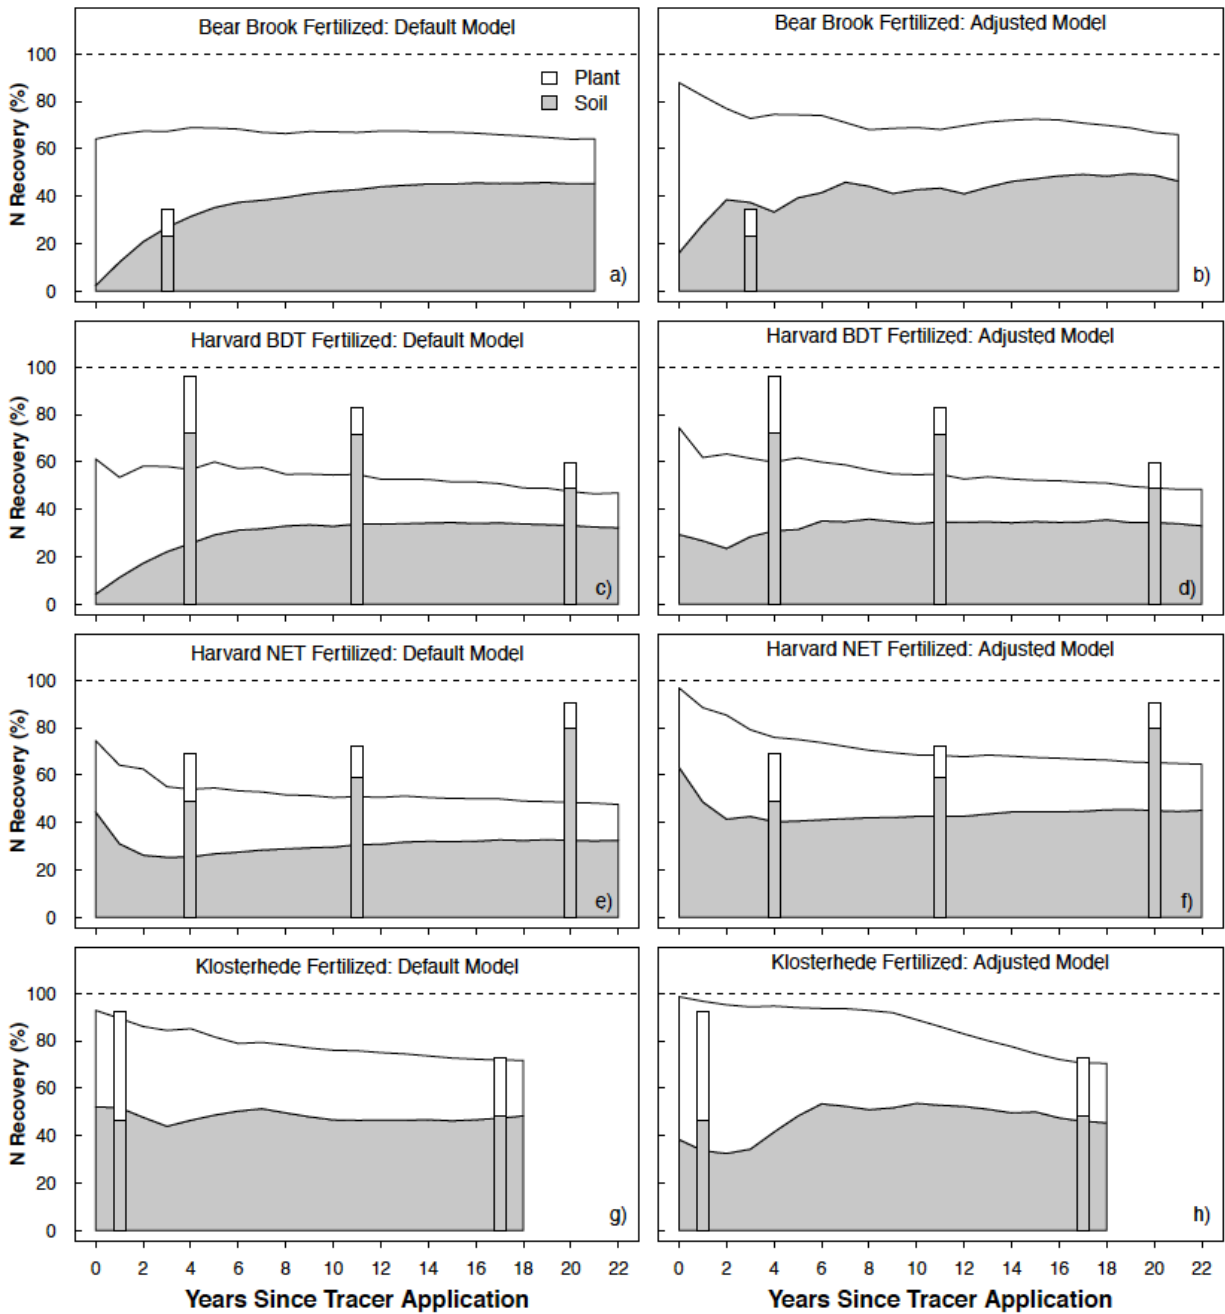 Bear Brook Fertilized: Default Model
Bear Brook Fertilized: Adjusted Model
N Recovery (%)
100
80
60
40
20
0
Plant
Soil
a)
b)
Harvard BDT Fertilized: Default Model
Harvard BDT Fertilized: Adjusted Model
N Recovery (%)
100
80
60
40
20
0
c)
d)
Harvard NET Fertilized: Default Model
Harvard NET Fertilized: Adjusted Model
N Recovery (%)
100
80
60
40
20
0
e)
f)
Klosterhede Fertilized: Default Model
Klosterhede Fertilized: Adjusted Model
N Recovery (%)
100
80
60
40
20
0
g)
h)
0 2 4 6 8 10 12 14 16 18 20 22
0 2 4 6 8 10 12 14 16 18 20 22
Years Since Tracer Application
Years Since Tracer Application